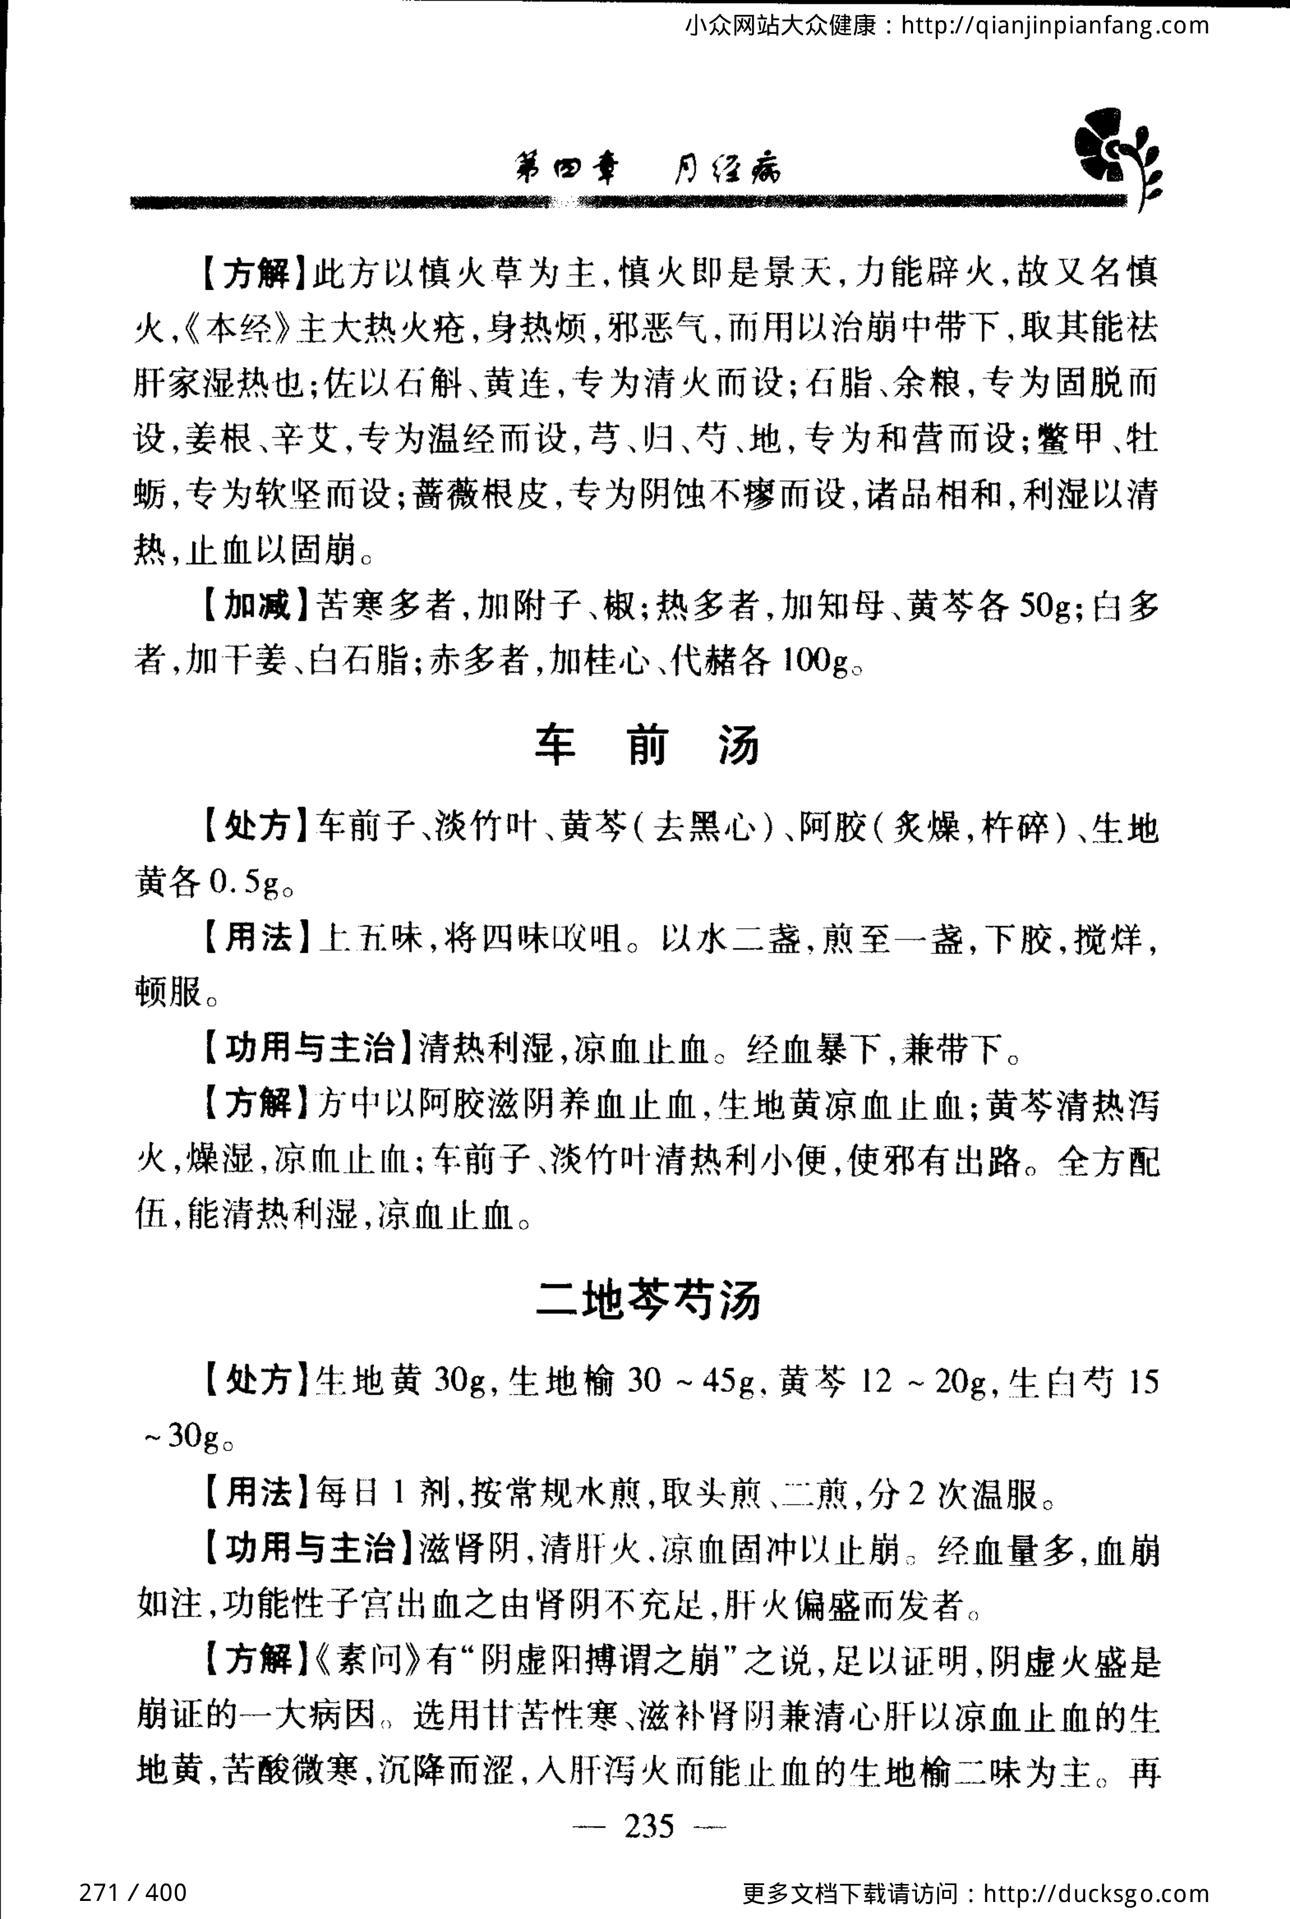 小众网站大众健康：http://qianjinpianfang.com
第四章 月经病
【方解】此方以慎火草为主，慎火即是景天，力能辟火，故又名慎
火，《本经》主大热火疮，身热烦，邪恶气，而用以治崩中带下，取其能祛
肝家湿热也；佐以石斛、黄连，专为清火而设；石脂、余粮，专为固脱而
设，姜根、辛艾，专为温经而设，芎、归、芍、地，专为和营而设；鳖甲、牡
蛎，专为软坚而设；蔷薇根皮，专为阴蚀不瘳而设，诸品相和，利湿以清
热，止血以固崩。
【加减】苦寒多者，加附子、椒；热多者，加知母、黄芩各 50g；白多
者，加干姜、白石脂；赤多者，加桂心、代赭各 100g。
车 前 汤
【处方】车前子、淡竹叶、黄芩（去黑心）、阿胶（炙燥，杵碎）、生地
黄各 0.5g。
【用法】上五味，将四味㕮咀。以水二盏，煎至一盏，下胶，搅烊，
顿服。
【功用与主治】清热利湿，凉血止血。经血暴下，兼带下。
【方解】方中以阿胶滋阴养血止血，生地黄凉血止血；黄芩清热泻
火，燥湿，凉血止血；车前子、淡竹叶清热利小便，使邪有出路。全方配
伍，能清热利湿，凉血止血。
二地芩芍汤
【处方】生地黄 30g，生地榆 30 ~ 45g，黄芩 12 ~ 20g，生白芍 15
~ 30g。
【用法】每日 1 剂，按常规水煎，取头煎、二煎，分 2 次温服。
【功用与主治】滋肾阴，清肝火，凉血固冲以止崩。经血量多，血崩
如注，功能性子宫出血之由肾阴不充足，肝火偏盛而发者。
【方解】《素问》有“阴虚阳搏谓之崩”之说，足以证明，阴虚火盛是
崩证的一大病因。选用甘苦性寒、滋补肾阴兼清心肝以凉血止血的生
地黄，苦酸微寒，沉降而涩，入肝泻火而能止血的生地榆二味为主。再
— 235 —
271 / 400
更多文档下载请访问：http://ducksgo.com